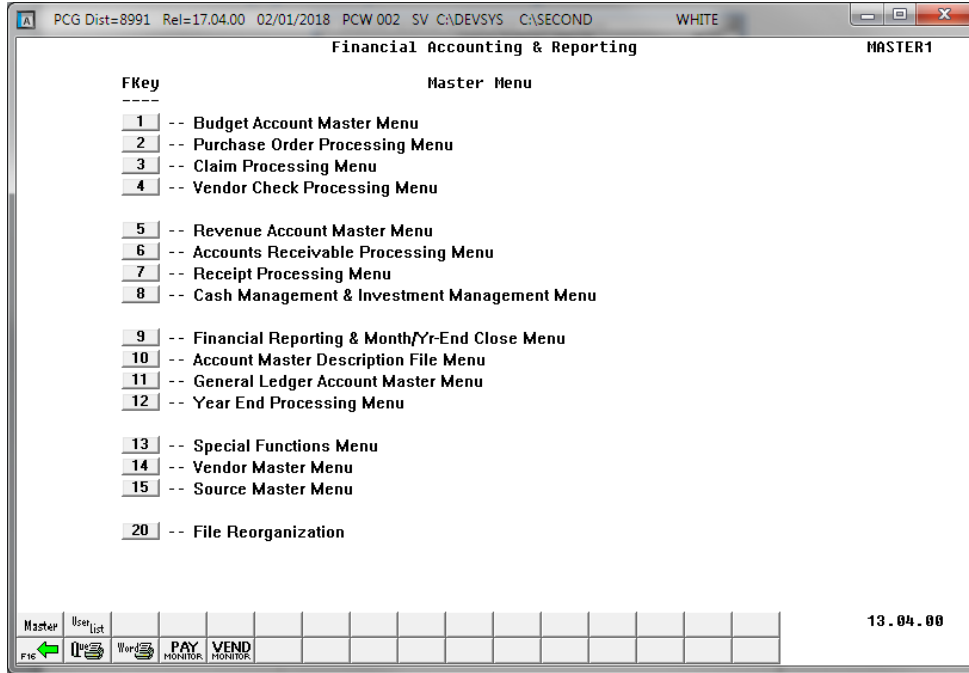 A PCG Dist=8991 Rel=17.04.00 02/01/2018 PCW 002 SV C:\DEVSYS C:\SECOND WHITE
Financial Accounting & Reporting MASTER1
FKey Master Menu
----
1 -- Budget Account Master Menu
2 -- Purchase Order Processing Menu
3 -- Claim Processing Menu
4 -- Vendor Check Processing Menu
5 -- Revenue Account Master Menu
6 -- Accounts Receivable Processing Menu
7 -- Receipt Processing Menu
8 -- Cash Management & Investment Management Menu
9 -- Financial Reporting & Month/Yr-End Close Menu
10 -- Account Master Description File Menu
11 -- General Ledger Account Master Menu
12 -- Year End Processing Menu
13 -- Special Functions Menu
14 -- Vendor Master Menu
15 -- Source Master Menu
20 -- File Reorganization
Master User List 13.04.00
F16 Que Word PAY MONITOR VEND MONITOR